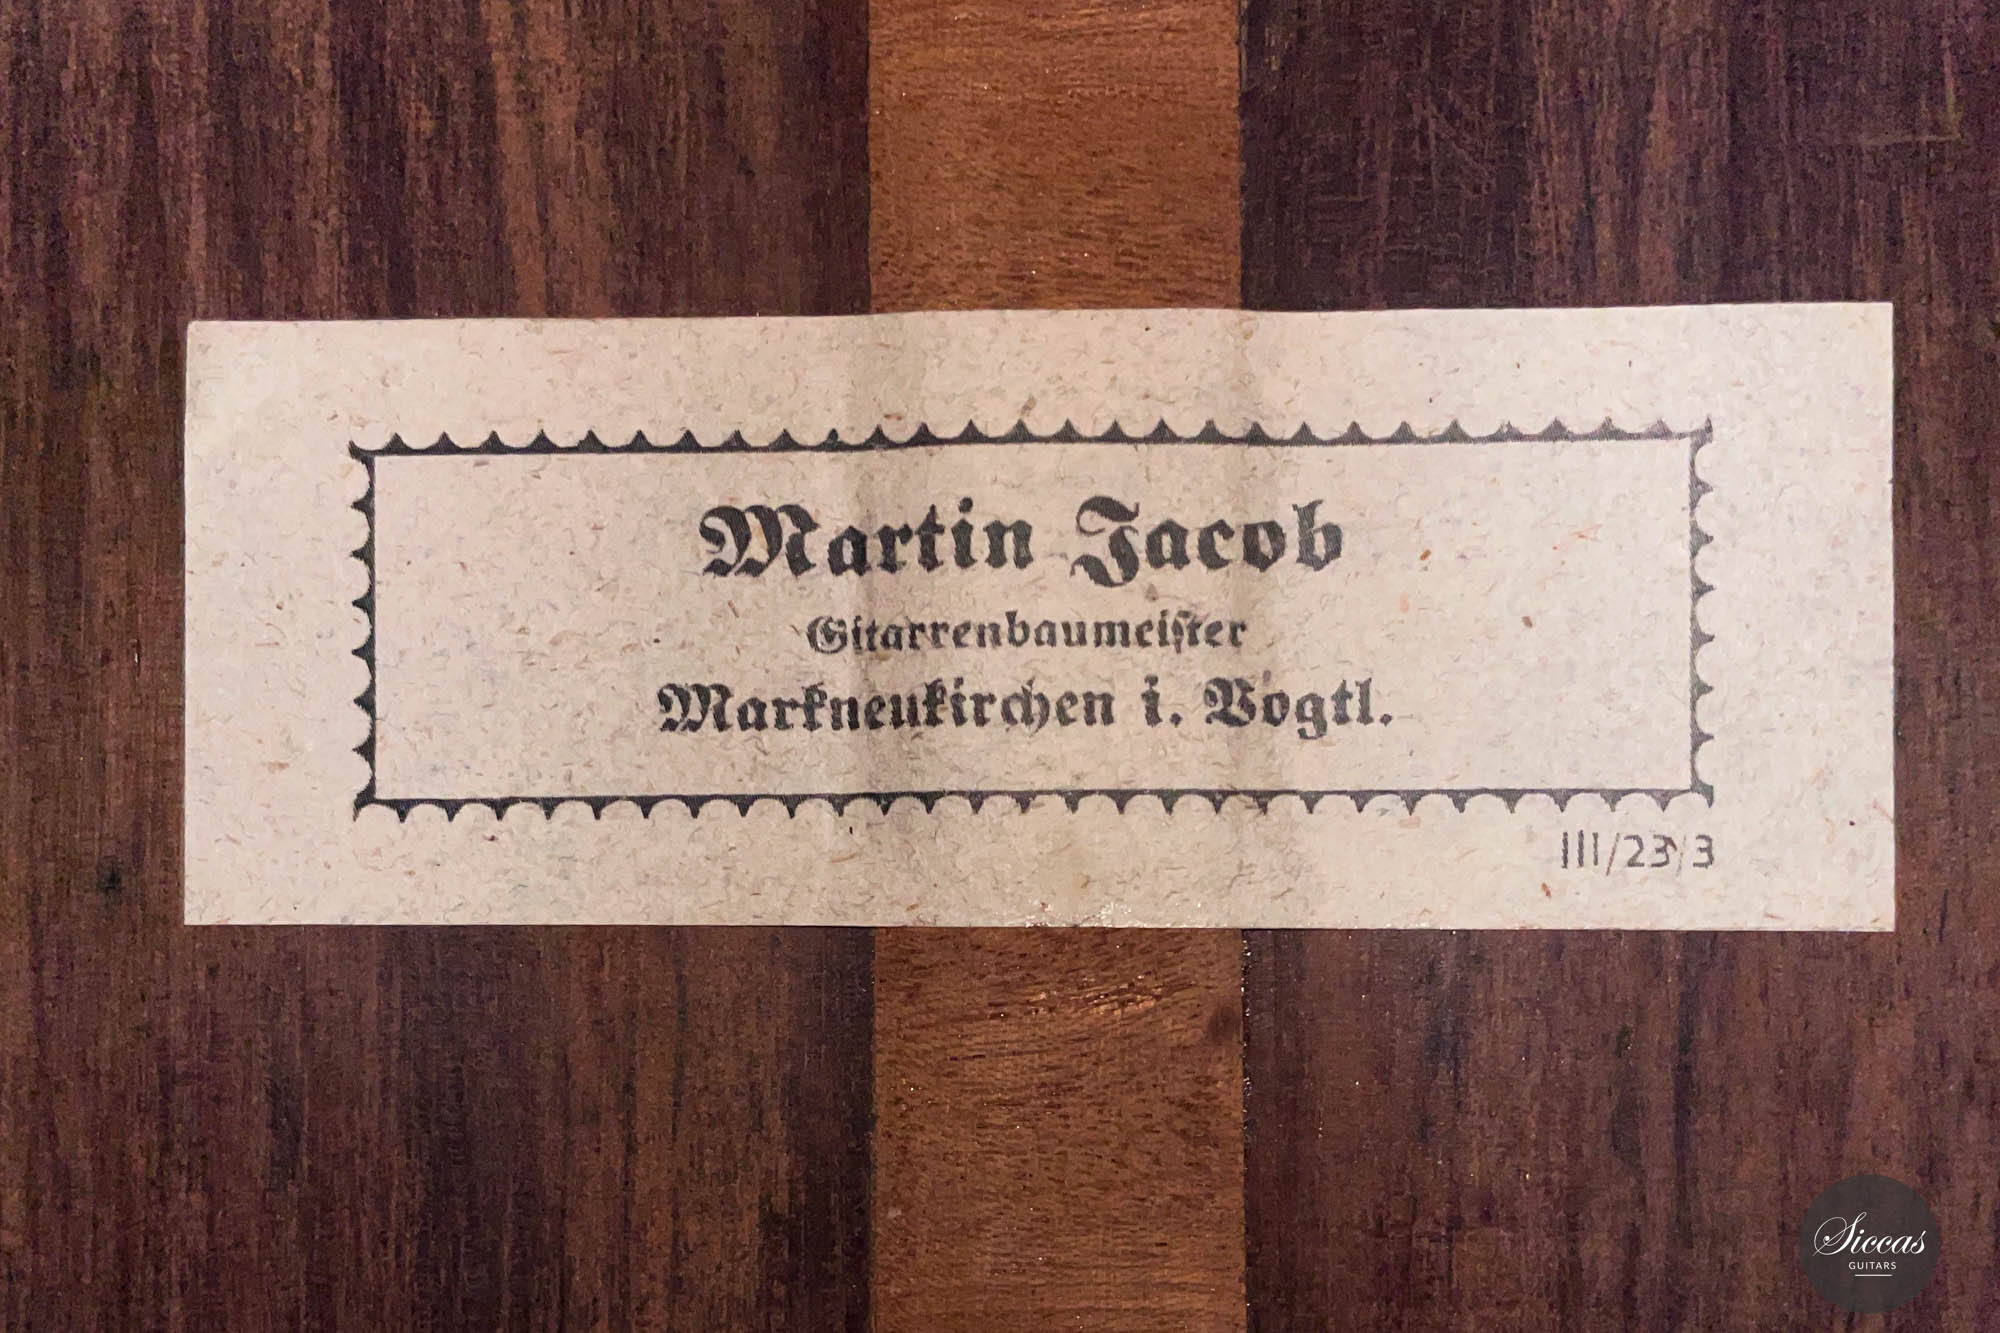 Martin Jacob
Gitarrenbaumeister
Markneukirchen i. Vogtl.
III/23/3
Siccas
GUITARS